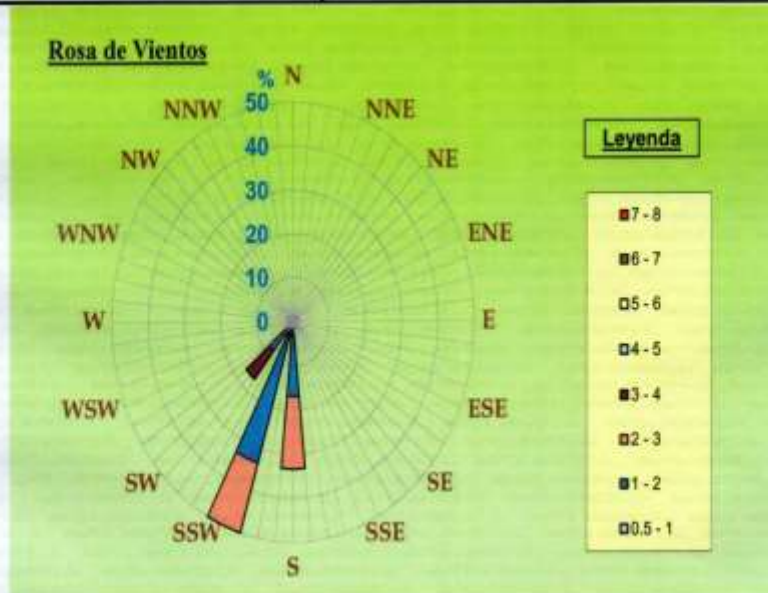 Rosa de Vientos
%
N
NNW
50
NNE
40
NW
NE
30
WNW
20
ENE
10
W
0
E
WSW
ESE
SW
SE
SSW
SSE
S
Leyenda
7 - 8
6 - 7
5 - 6
4 - 5
3 - 4
2 - 3
1 - 2
0.5 - 1